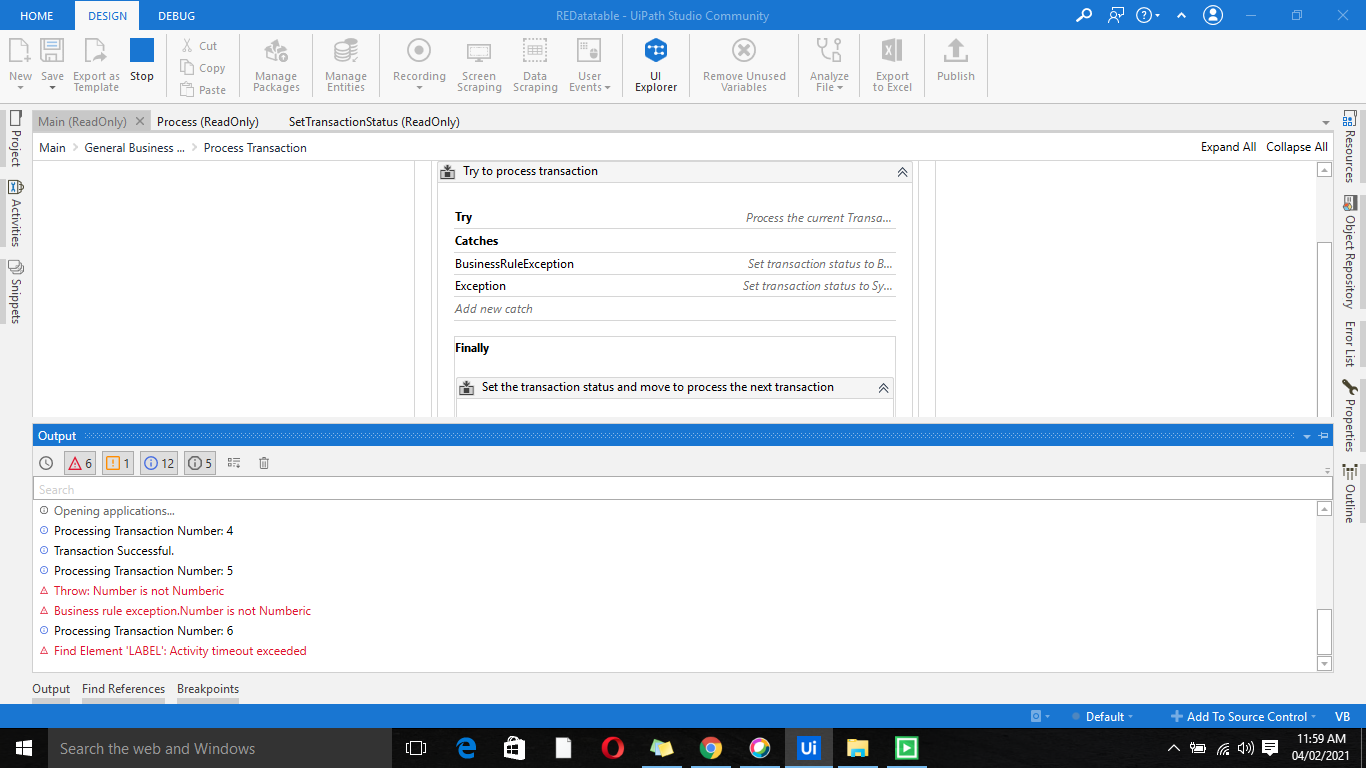 HOME DESIGN DEBUG REDatatable - UiPath Studio Community
New Save Export as Template Stop Cut Copy Paste Manage Packages Manage Entities Recording Screen Scraping Data Scraping User Events UI Explorer Remove Unused Variables Analyze File Export to Excel Publish
Main (ReadOnly) Process (ReadOnly) SetTransactionStatus (ReadOnly)
Main General Business ... Process Transaction Expand All Collapse All
Project
Activities
Snippets
Resources
Object Repository
Error List
Properties
Outline
Try to process transaction
Try Process the current Transa...
Catches
BusinessRuleException Set transaction status to B...
Exception Set transaction status to Sy...
Add new catch
Finally
Set the transaction status and move to process the next transaction
Output
6 1 12 5
Search
Opening applications...
Processing Transaction Number: 4
Transaction Successful.
Processing Transaction Number: 5
Throw: Number is not Numberic
Business rule exception.Number is not Numberic
Processing Transaction Number: 6
Find Element 'LABEL': Activity timeout exceeded
Output Find References Breakpoints
Default Add To Source Control VB
Search the web and Windows Ui 11:59 AM
04/02/2021